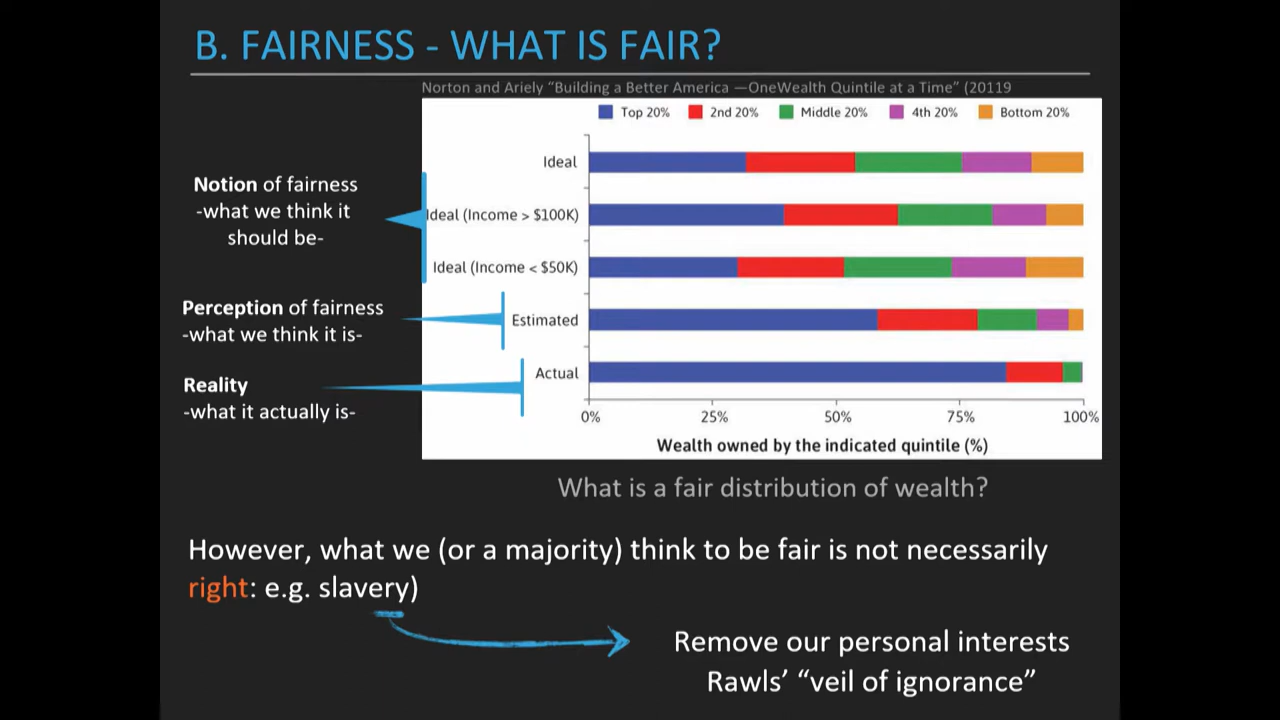 B. FAIRNESS - WHAT IS FAIR?
Norton and Ariely “Building a Better America —OneWealth Quintile at a Time” (20119
Top 20% 2nd 20% Middle 20% 4th 20% Bottom 20%
Ideal
Notion of fairness
-what we think it
should be-
Ideal (Income > $100K)
Ideal (Income < $50K)
Perception of fairness
-what we think it is-
Estimated
Reality
-what it actually is-
Actual
0% 25% 50% 75% 100%
Wealth owned by the indicated quintile (%)
What is a fair distribution of wealth?
However, what we (or a majority) think to be fair is not necessarily
right: e.g. slavery)
Remove our personal interests
Rawls’ “veil of ignorance”